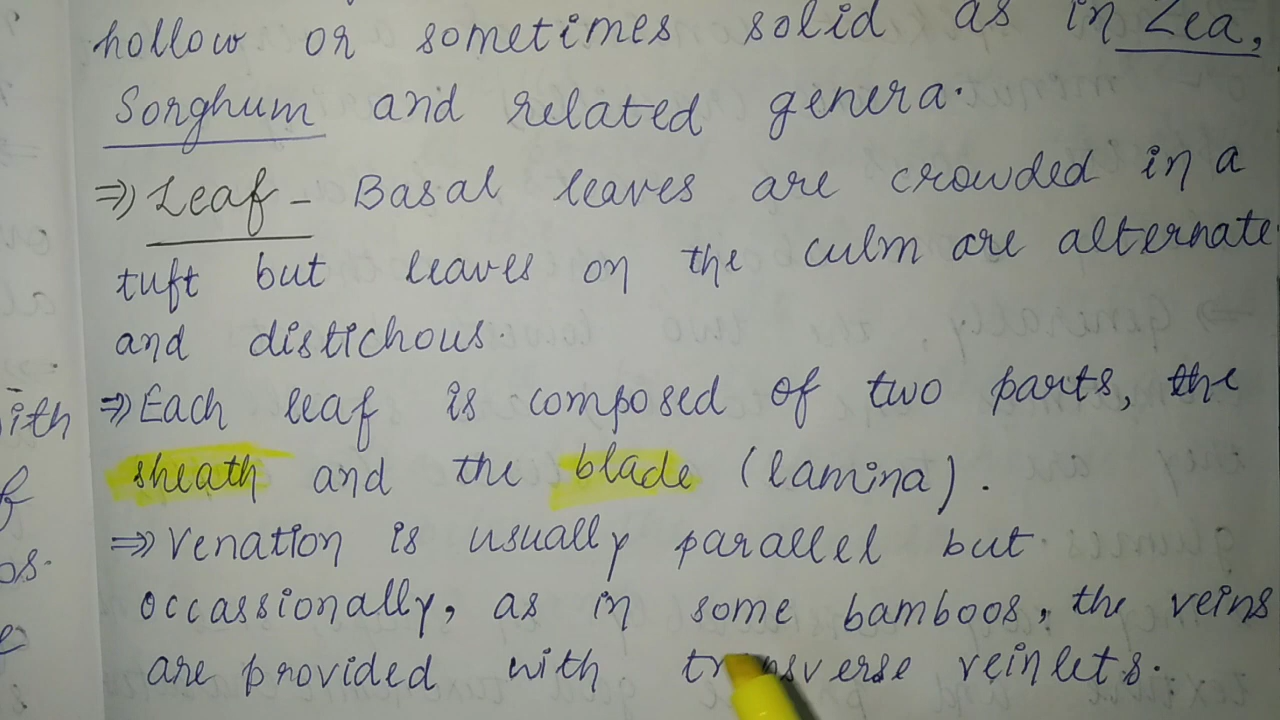 hollow or sometimes solid as in Zea,
Sorghum and related genera.
⇒ Leaf - Basal leaves are crowded in a
tuft but leaves on the culm are alternate
and distichous.
⇒ Each leaf is composed of two parts, the
sheath and the blade (lamina).
⇒ Venation is usually parallel but
occassionally, as in some bamboos, the veins
are provided with transverse veinlets.